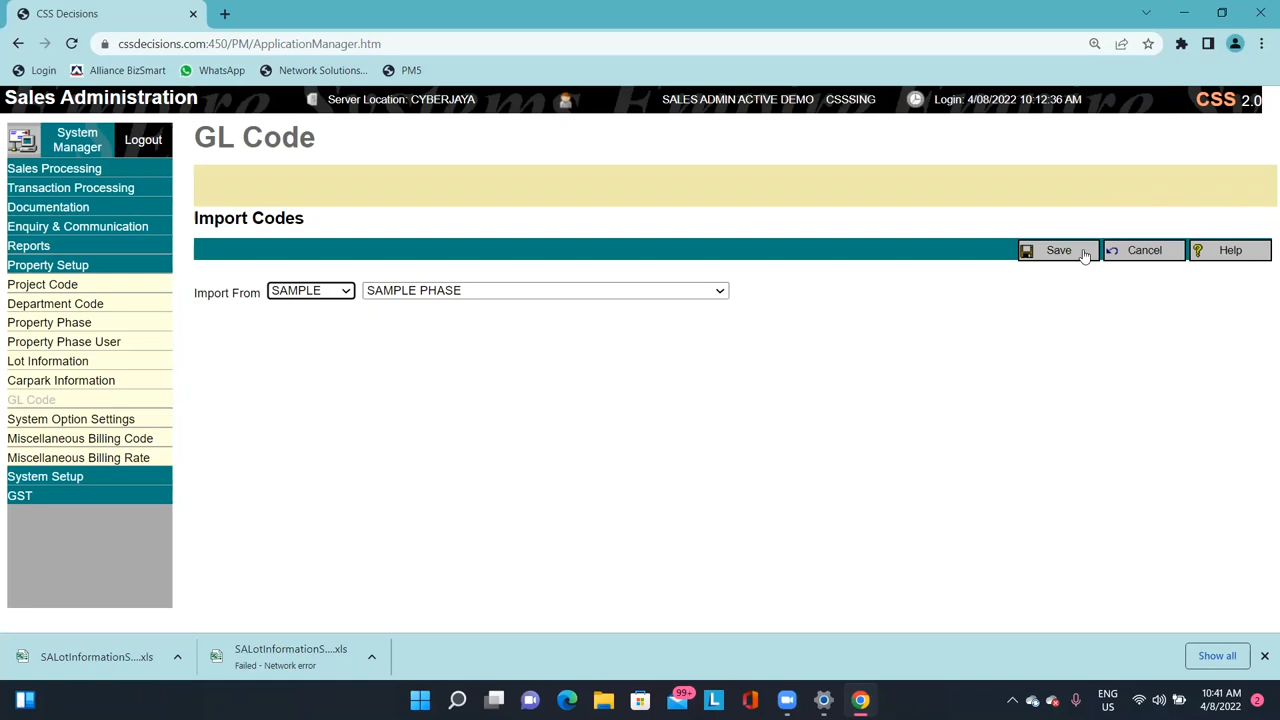 CSS Decisions
cssdecisions.com:450/PM/ApplicationManager.htm
Login
Alliance BizSmart
WhatsApp
Network Solutions...
PM5
Sales Administration
Server Location: CYBERJAYA
SALES ADMIN ACTIVE DEMO CSSSING
Login: 4/08/2022 10:12:36 AM
CSS 2.0
System Manager
Logout
Sales Processing
Transaction Processing
Documentation
Enquiry & Communication
Reports
Property Setup
Project Code
Department Code
Property Phase
Property Phase User
Lot Information
Carpark Information
GL Code
System Option Settings
Miscellaneous Billing Code
Miscellaneous Billing Rate
System Setup
GST
GL Code
Import Codes
Save
Cancel
Help
Import From
SAMPLE
SAMPLE PHASE
SALotInformationS....xls
SALotInformationS....xls
Failed - Network error
Show all
99+
ENG
US
10:41 AM
4/8/2022
2